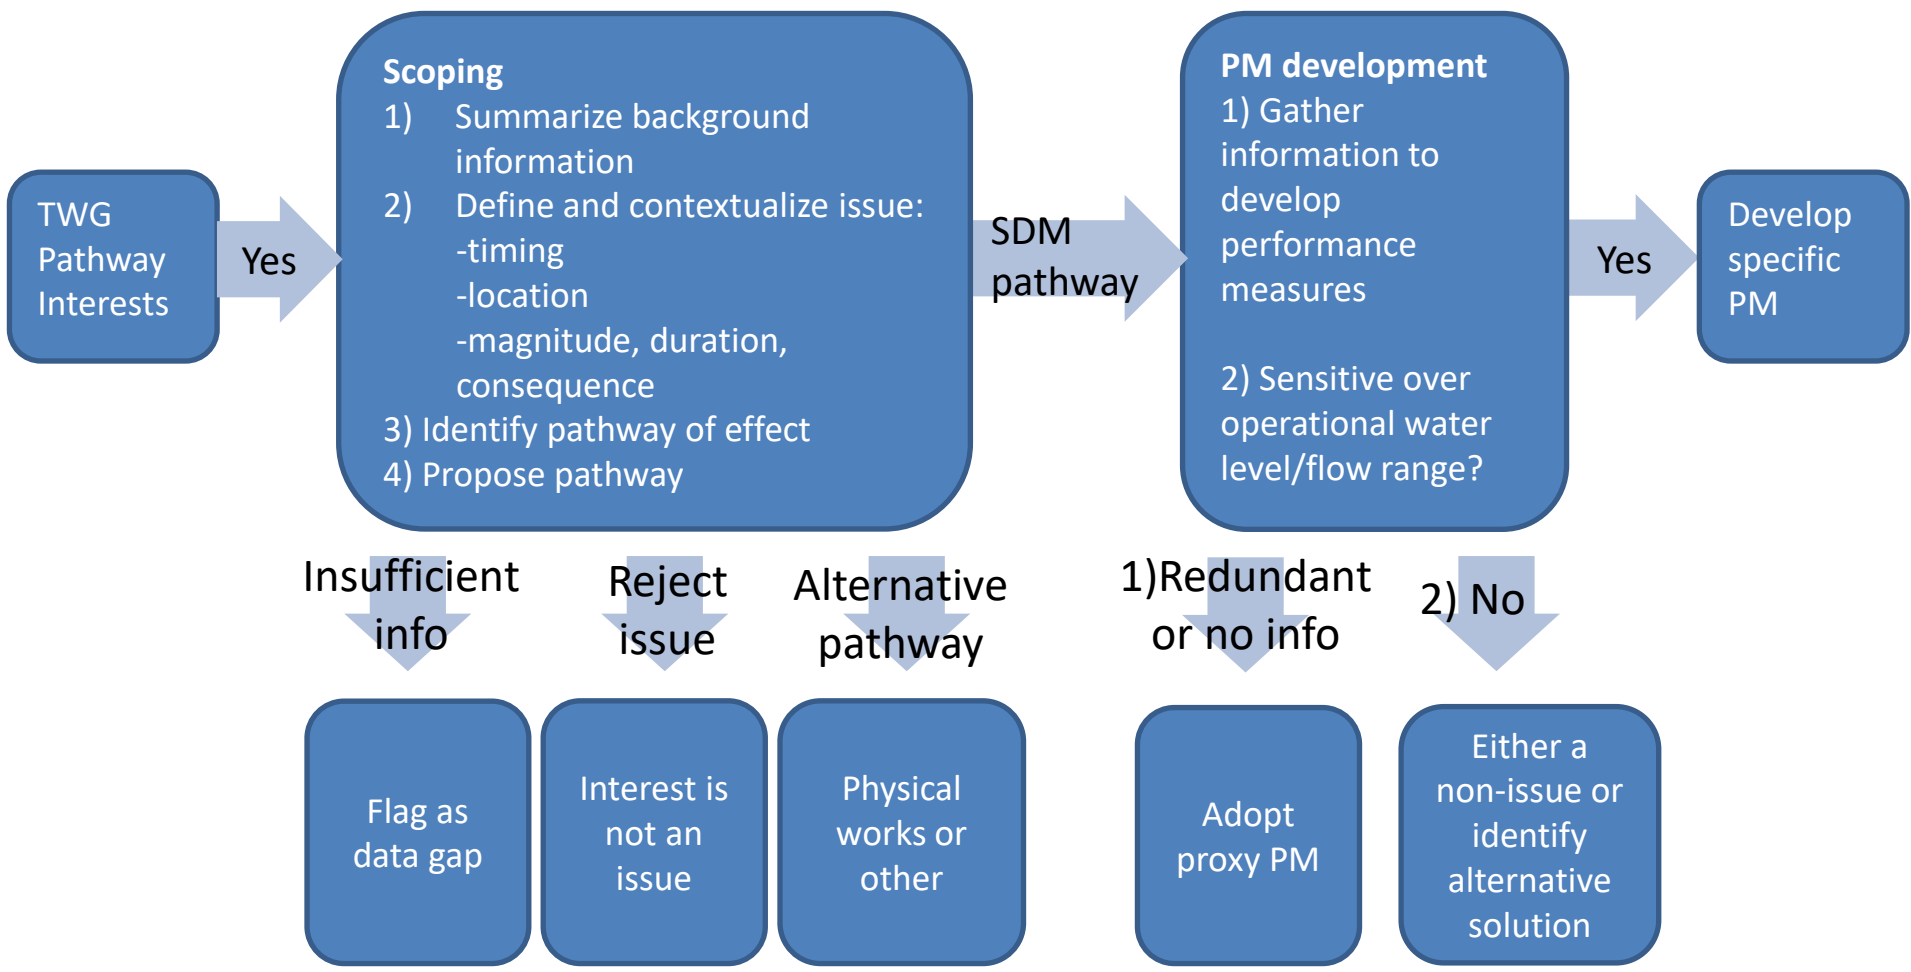 TWG
Pathway
Interests
Yes
Scoping
1) Summarize background
information
2) Define and contextualize issue:
-timing
-location
-magnitude, duration,
consequence
3) Identify pathway of effect
4) Propose pathway
SDM
pathway
PM development
1) Gather
information to
develop
performance
measures
2) Sensitive over
operational water
level/flow range?
Yes
Develop
specific
PM
Insufficient
info
Reject
issue
Alternative
pathway
1)Redundant
or no info
2) No
Flag as
data gap
Interest is
not an
issue
Physical
works or
other
Adopt
proxy PM
Either a
non-issue or
identify
alternative
solution